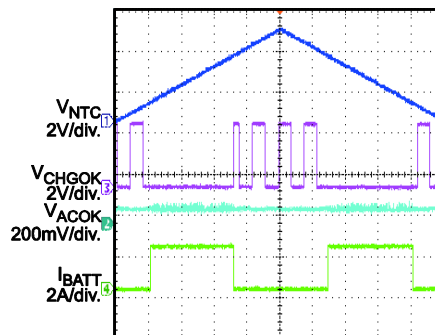 VNTC
2V/div.
1
VCHGOK
2V/div.
3
VACOK
200mV/div.
2
IBATT
2A/div.
4